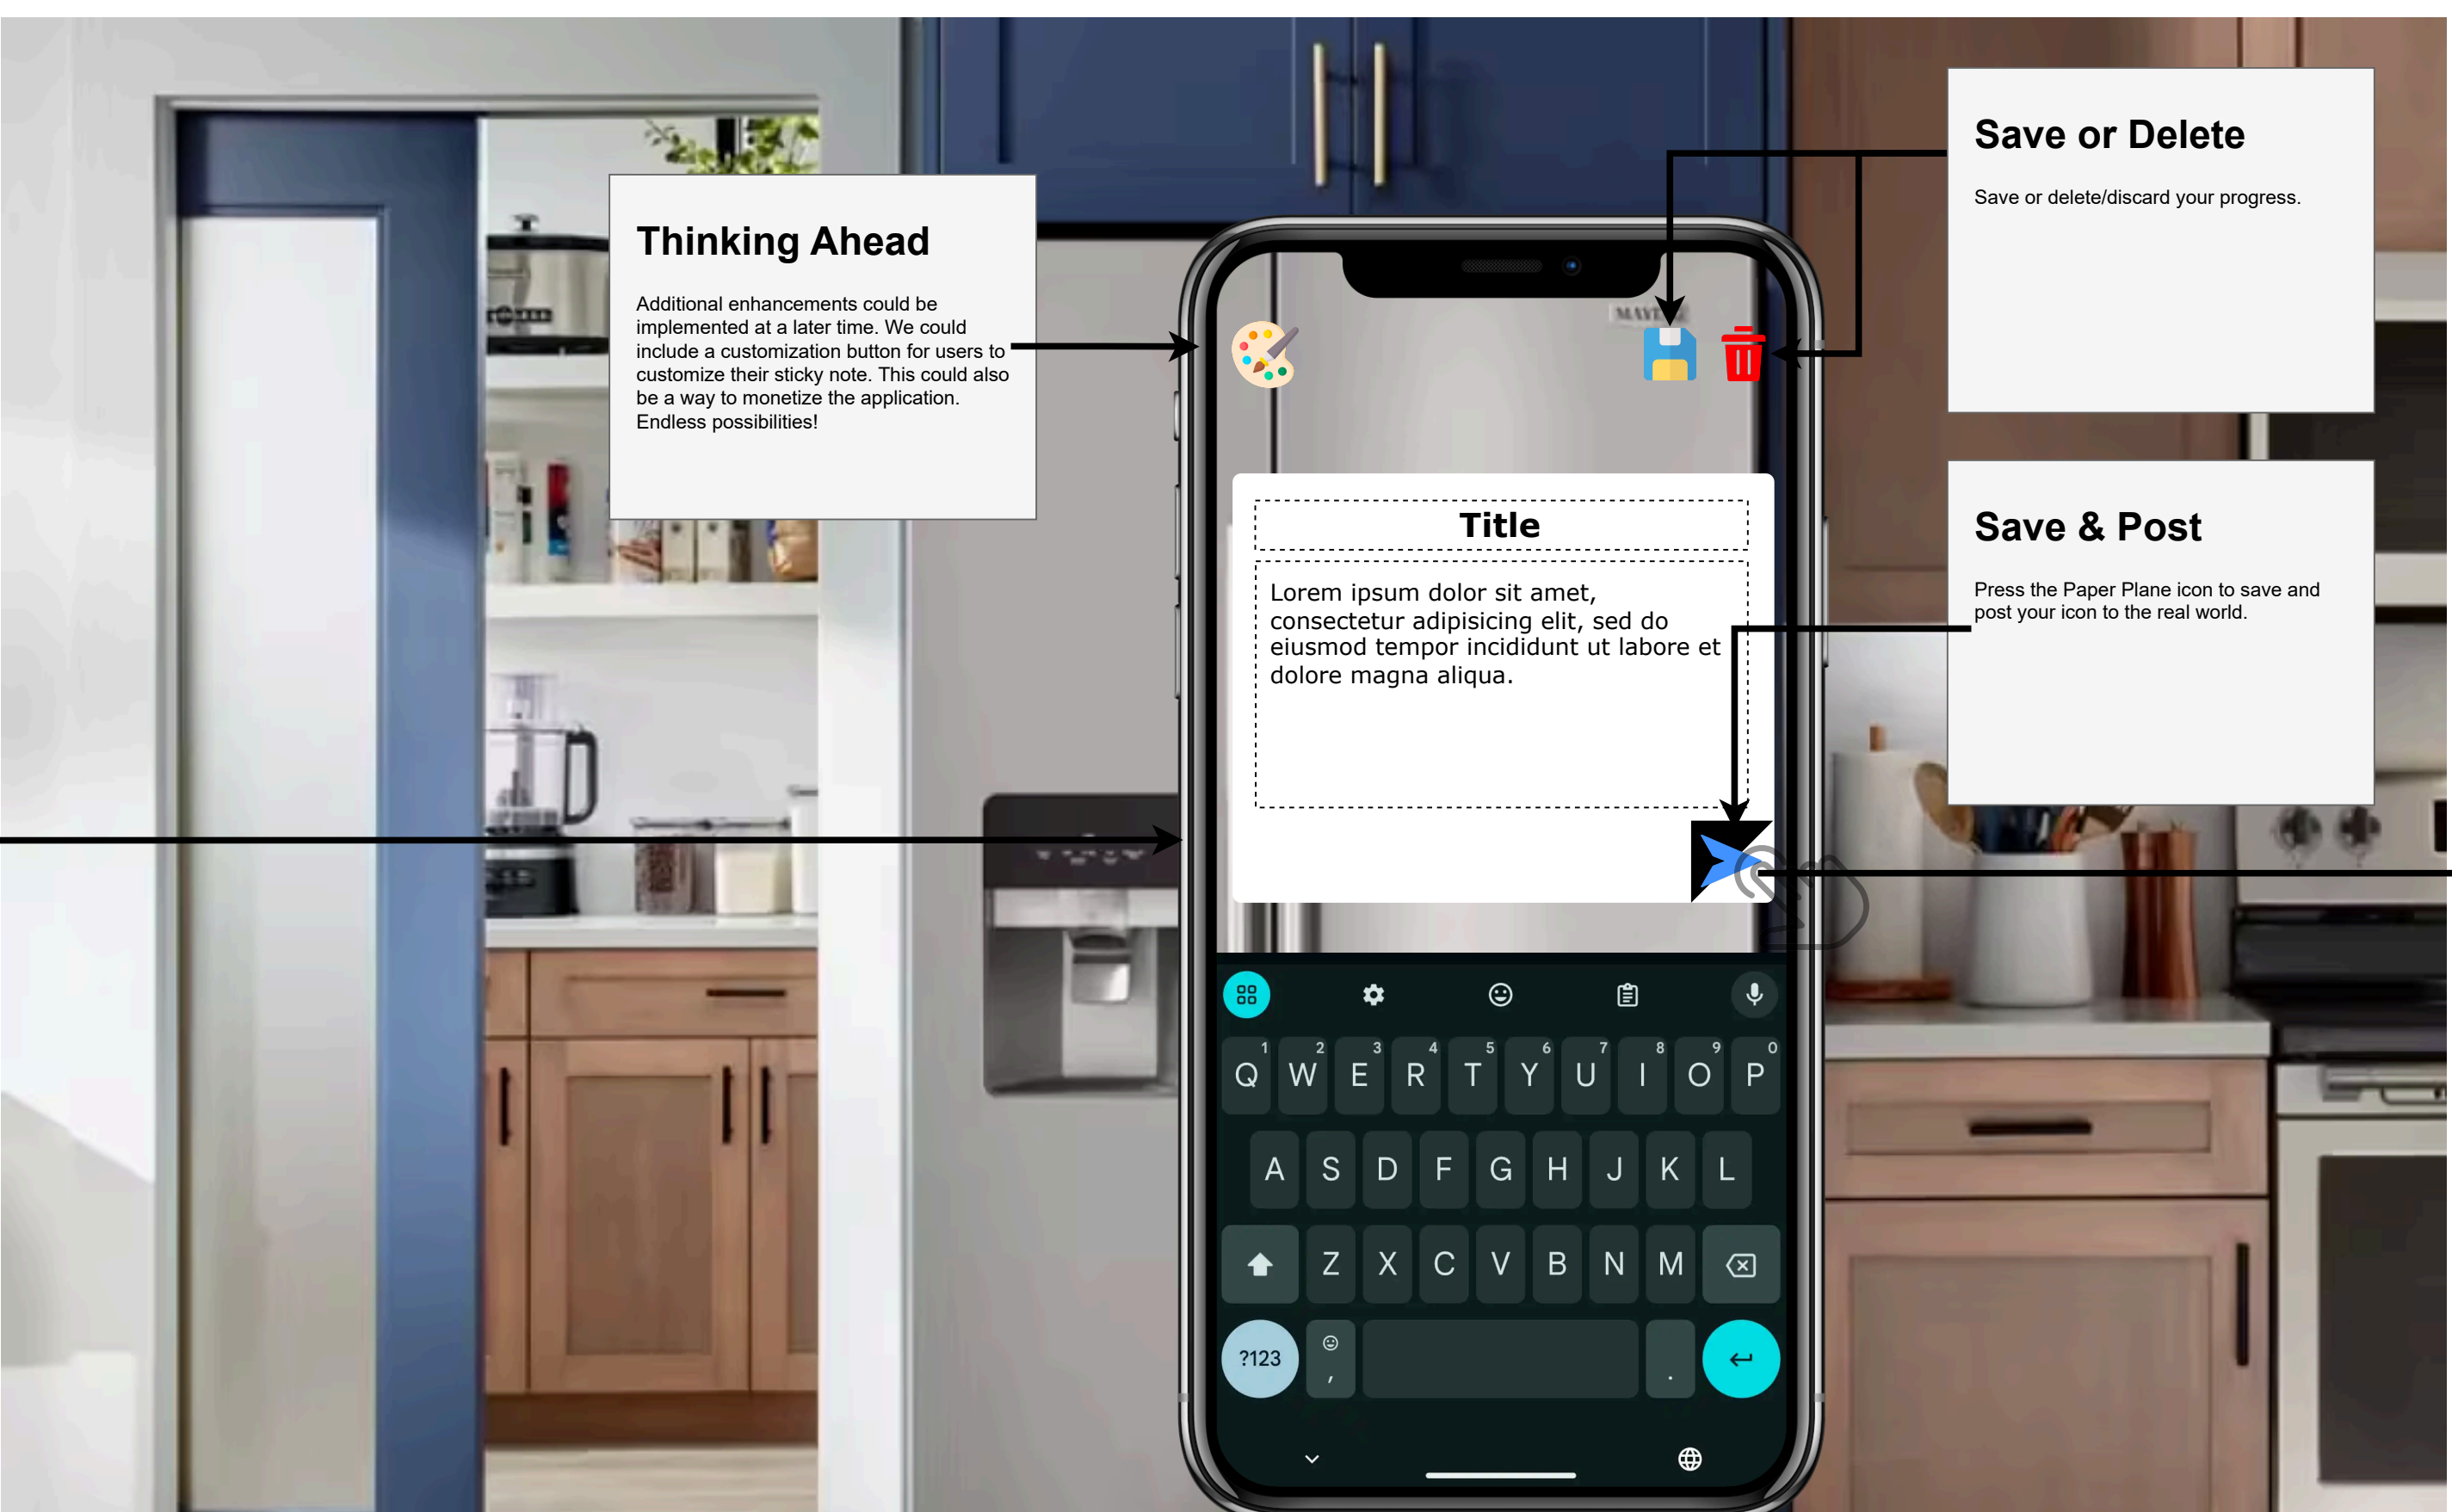 Thinking Ahead
Additional enhancements could be
implemented at a later time. We could
include a customization button for users to
customize their sticky note. This could also
be a way to monetize the application.
Endless possibilities!
Save or Delete
Save or delete/discard your progress.
Save & Post
Press the Paper Plane icon to save and
post your icon to the real world.
Title
Lorem ipsum dolor sit amet,
consectetur adipisicing elit, sed do
eiusmod tempor incididunt ut labore et
dolore magna aliqua.
1 2 3 4 5 6 7 8 9 0
Q W E R T Y U I O P
A S D F G H J K L
Z X C V B N M
?123 , .